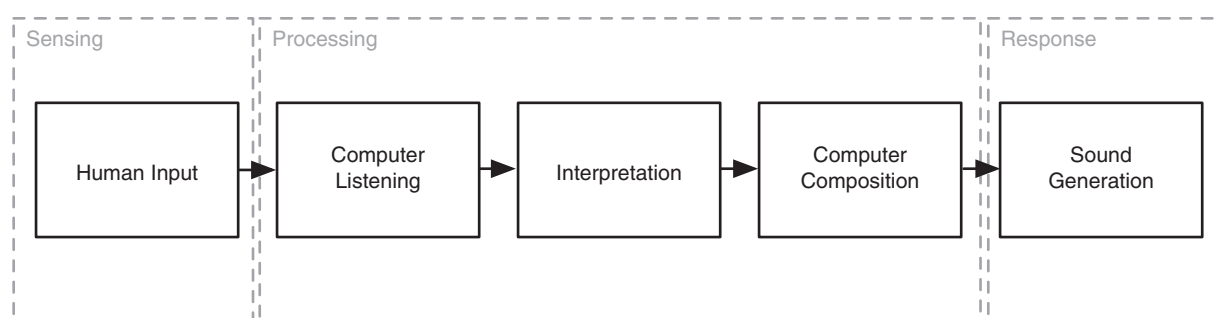 Sensing
Processing
Response
Human Input
Computer
Listening
Interpretation
Computer
Composition
Sound
Generation